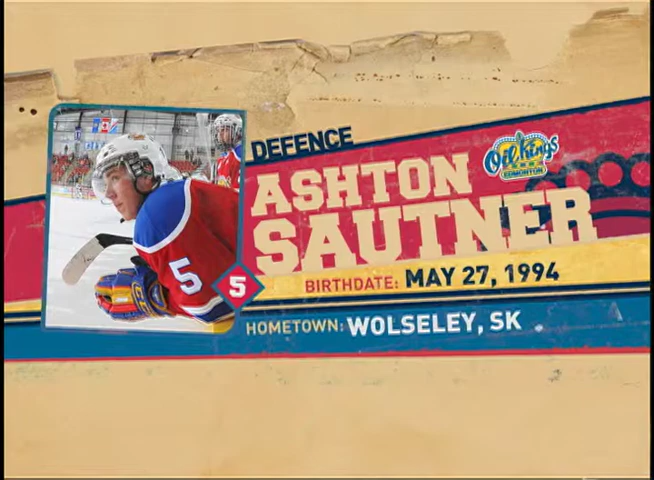 DEFENCE
ASHTON
SAUTNER
Oil Kings
EDMONTON
BIRTHDATE: MAY 27, 1994
5
5
HOMETOWN: WOLSELEY, SK